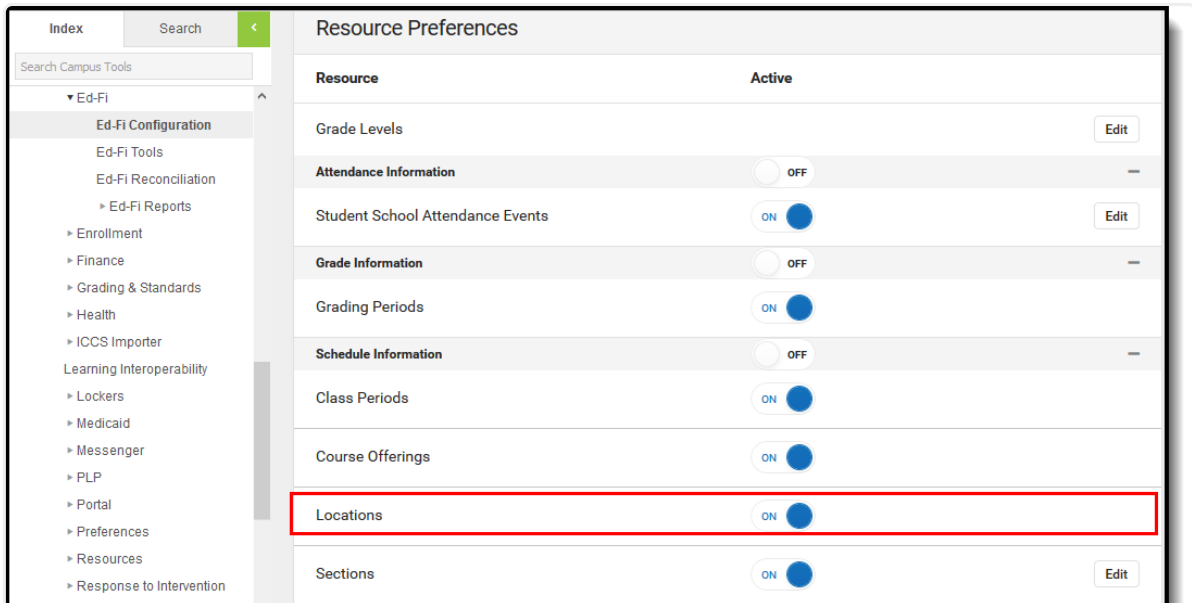 Index Search <
Search Campus Tools
Ed-Fi
Ed-Fi Configuration
Ed-Fi Tools
Ed-Fi Reconciliation
Ed-Fi Reports
Enrollment
Finance
Grading & Standards
Health
ICCS Importer
Learning Interoperability
Lockers
Medicaid
Messenger
PLP
Portal
Preferences
Resources
Response to Intervention
Resource Preferences
Resource Active
Grade Levels Edit
Attendance Information OFF
Student School Attendance Events ON Edit
Grade Information OFF
Grading Periods ON
Schedule Information OFF
Class Periods ON
Course Offerings ON
Locations ON
Sections ON Edit